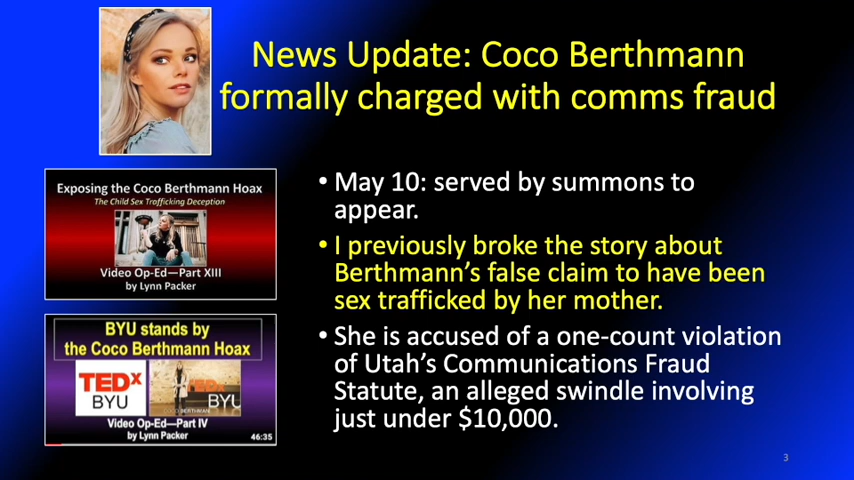 News Update: Coco Berthmann
formally charged with comms fraud
Exposing the Coco Berthmann Hoax
The Child Sex Trafficking Deception
Video Op-Ed—Part XIII
by Lynn Packer
BYU stands by
the Coco Berthmann Hoax
TEDx
BYU
TEDx
BYU
COCO BERTHMAN
Video Op-Ed—Part IV
by Lynn Packer
46:35
• May 10: served by summons to
appear.
• I previously broke the story about
Berthmann's false claim to have been
sex trafficked by her mother.
• She is accused of a one-count violation
of Utah's Communications Fraud
Statute, an alleged swindle involving
just under $10,000.
3